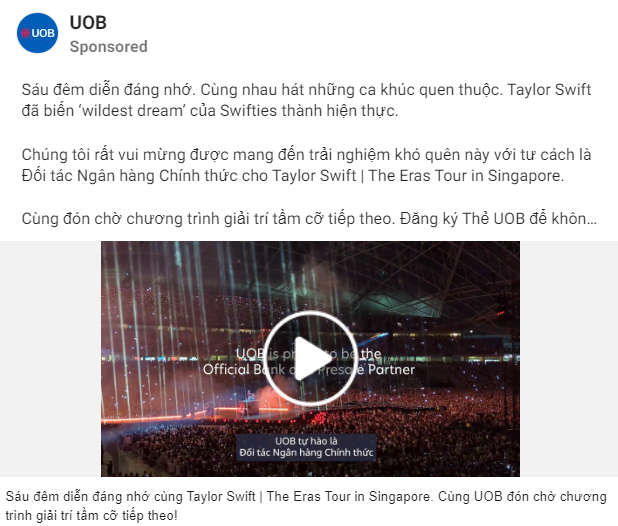 UOB
UOB
Sponsored
Sáu đêm diễn đáng nhớ. Cùng nhau hát những ca khúc quen thuộc. Taylor Swift
đã biến ‘wildest dream’ của Swifties thành hiện thực.
Chúng tôi rất vui mừng được mang đến trải nghiệm khó quên này với tư cách là
Đối tác Ngân hàng Chính thức cho Taylor Swift | The Eras Tour in Singapore.
Cùng đón chờ chương trình giải trí tầm cỡ tiếp theo. Đăng ký Thẻ UOB để khôn...
UOB is to be the
Official Bank Presale Partner
UOB tự hào là
Đối tác Ngân hàng Chính thức
Sáu đêm diễn đáng nhớ cùng Taylor Swift | The Eras Tour in Singapore. Cùng UOB đón chờ chương
trình giải trí tầm cỡ tiếp theo!